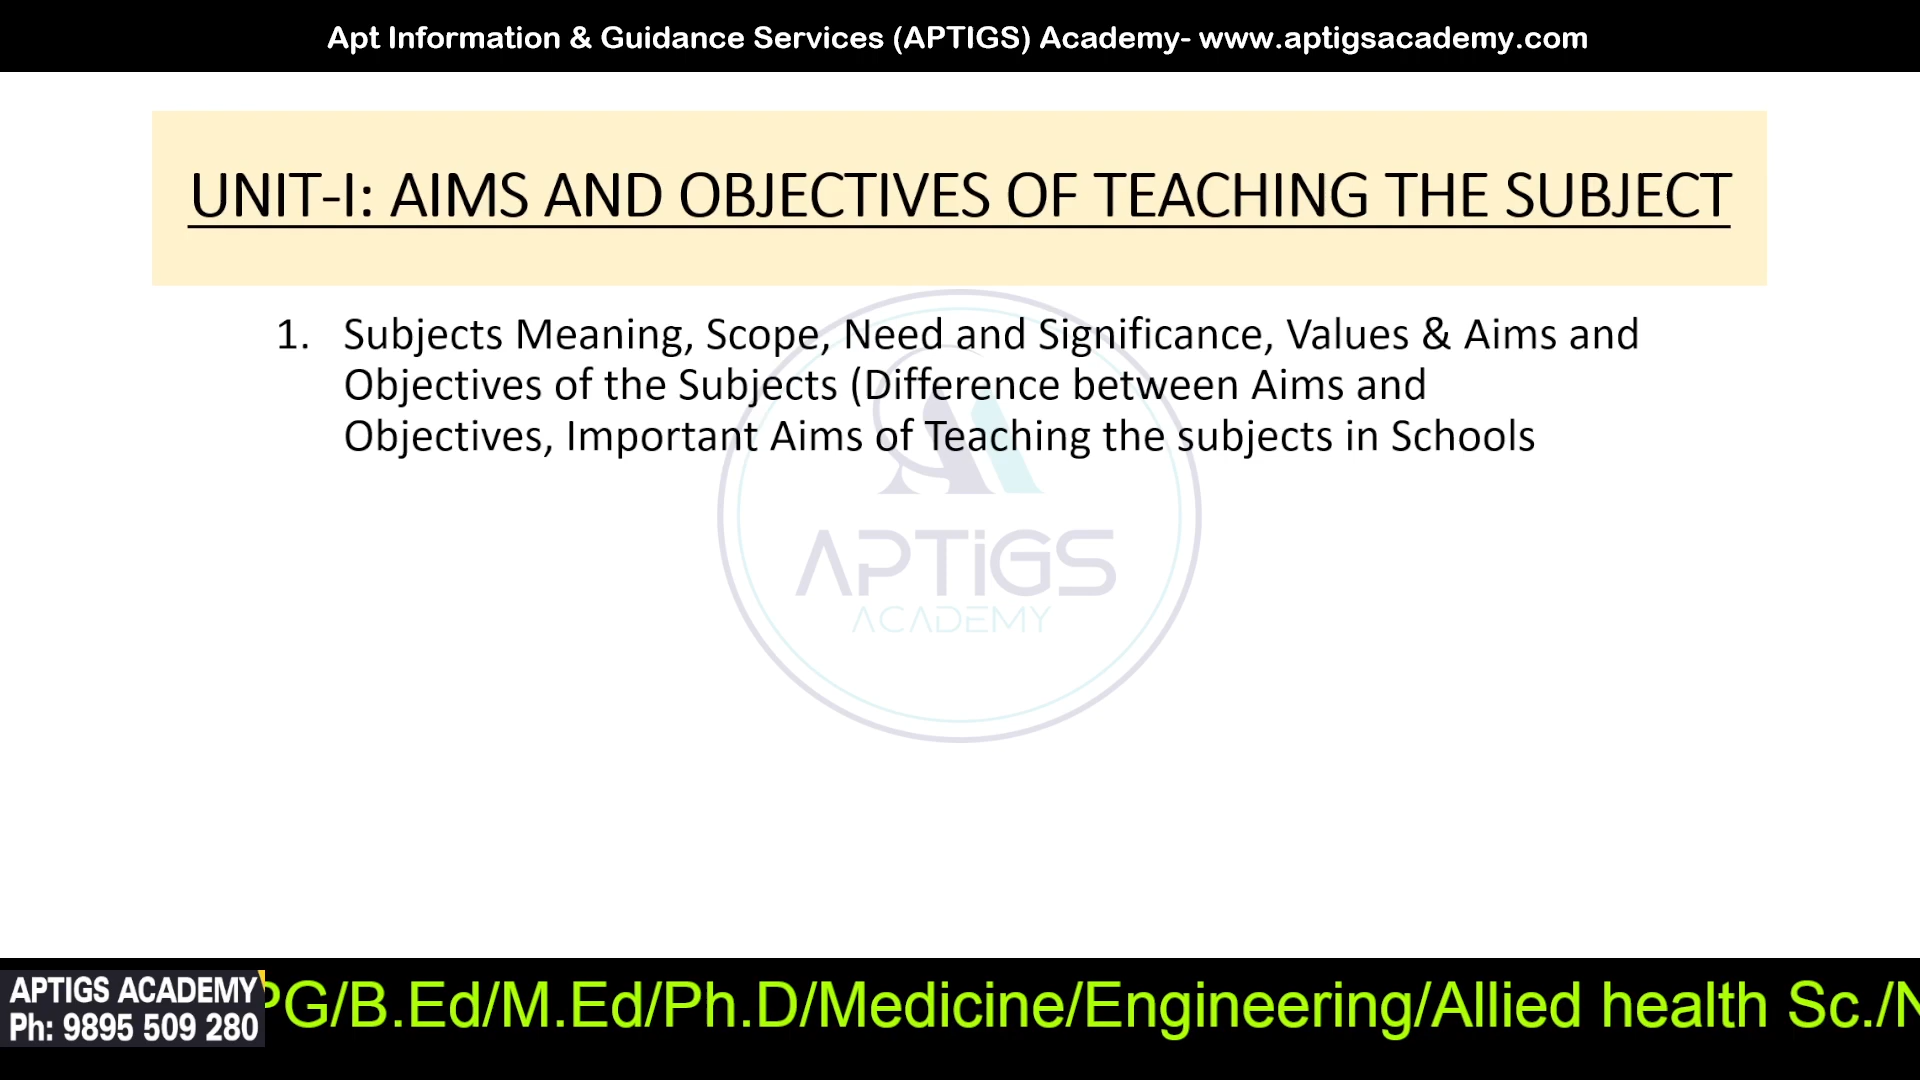 Apt Information & Guidance Services (APTIGS) Academy- www.aptigsacademy.com
UNIT-I: AIMS AND OBJECTIVES OF TEACHING THE SUBJECT
1. Subjects Meaning, Scope, Need and Significance, Values & Aims and
Objectives of the Subjects (Difference between Aims and
Objectives, Important Aims of Teaching the subjects in Schools
APTiGS
ACADEMY
APTIGS ACADEMY
Ph: 9895 509 280
PG/B.Ed/M.Ed/Ph.D/Medicine/Engineering/Allied health Sc./